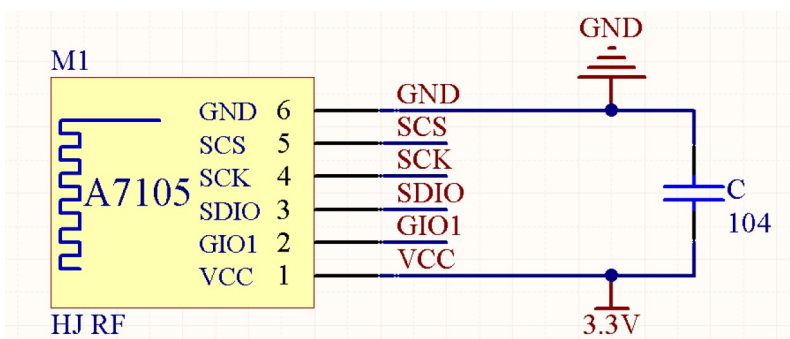 GND
M1
GND 6 GND
SCS 5 SCS
SCK 4 SCK
A7105
SDIO 3 SDIO
C
GIO1 2 GIO1
104
VCC 1 VCC
HJ RF
3.3V